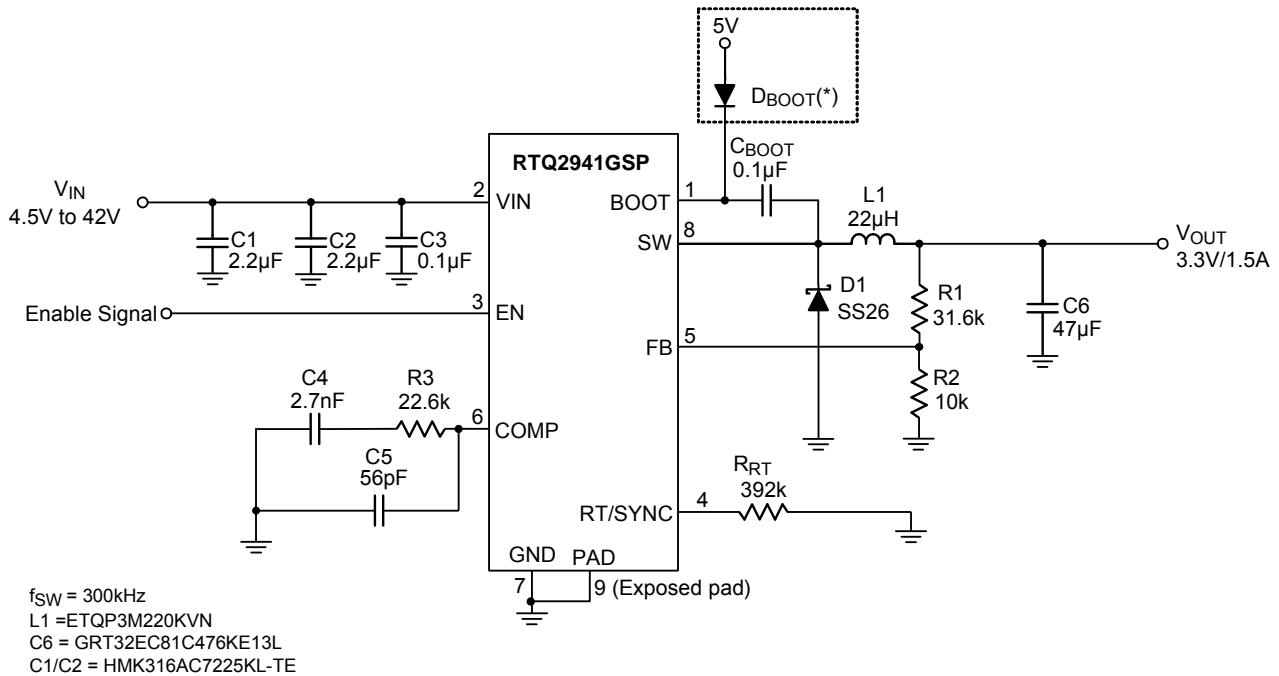 5V
DBOOT(*)
CBOOT
0.1µF
RTQ2941GSP
VIN
4.5V to 42V
2
VIN
BOOT
1
L1
22µH
SW
8
VOUT
3.3V/1.5A
C1
2.2µF
C2
2.2µF
C3
0.1µF
D1
SS26
R1
31.6k
C6
47µF
Enable Signal
3
EN
FB
5
R2
10k
C4
2.7nF
R3
22.6k
6
COMP
C5
56pF
RRT
392k
RT/SYNC
4
GND
PAD
7
9 (Exposed pad)
fSW = 300kHz
L1 =ETQP3M220KVN
C6 = GRT32EC81C476KE13L
C1/C2 = HMK316AC7225KL-TE